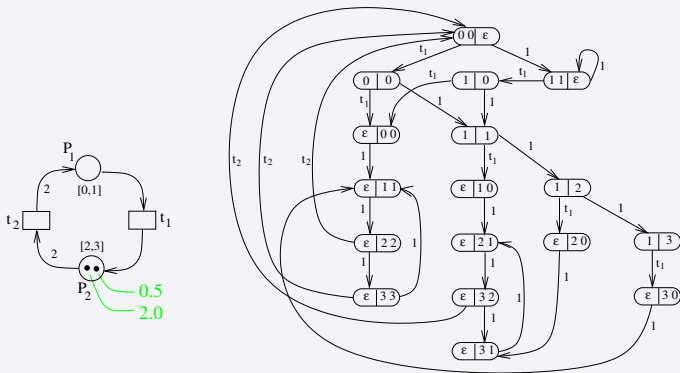 P1
[0,1]
2
t2
t1
[2,3]
2
P2
0.5
2.0
0 0 | ε
t1
1
0 | 0
t1
1 | 0
t1
1 1 | ε
1
t1
1
1
ε | 0 0
1 | 1
1
1
t1
t2
t2
t2
ε | 1 1
ε | 1 0
1 | 2
1
1
1
1
t1
1
ε | 2 2
ε | 2 1
ε | 2 0
1 | 3
1
1
t1
ε | 3 3
ε | 3 2
1
1
ε | 3 0
1
1
ε | 3 1